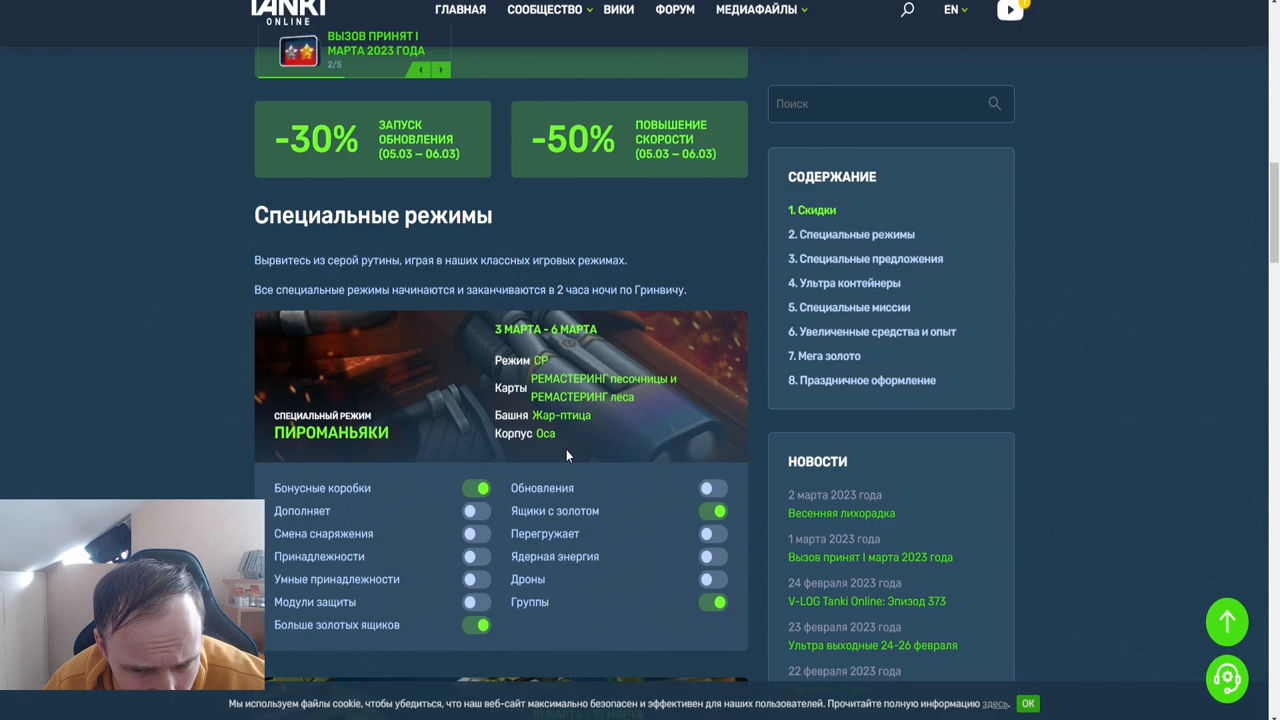 TANKI
ONLINE
ГЛАВНАЯ
СООБЩЕСТВО
ВИКИ
ФОРУМ
МЕДИАФАЙЛЫ
EN
ВЫЗОВ ПРИНЯТ I
МАРТА 2023 ГОДА
2/5
-30%
ЗАПУСК
ОБНОВЛЕНИЯ
(05.03 — 06.03)
-50%
ПОВЫШЕНИЕ
СКОРОСТИ
(05.03 — 06.03)
Специальные режимы
Вырвитесь из серой рутины, играя в наших классных игровых режимах.
Все специальные режимы начинаются и заканчиваются в 2 часа ночи по Гринвичу.
3 МАРТА - 6 МАРТА
Режим CP
Карты РЕМАСТЕРИНГ песочницы и
РЕМАСТЕРИНГ леса
Башня Жар-птица
Корпус Оса
СПЕЦИАЛЬНЫЙ РЕЖИМ
ПИРОМАНЬЯКИ
Бонусные коробки
Дополняет
Смена снаряжения
Принадлежности
Умные принадлежности
Модули защиты
Больше золотых ящиков
Обновления
Ящики с золотом
Перегружает
Ядерная энергия
Дроны
Группы
Поиск
СОДЕРЖАНИЕ
1. Скидки
2. Специальные режимы
3. Специальные предложения
4. Ультра контейнеры
5. Специальные миссии
6. Увеличенные средства и опыт
7. Мега золото
8. Праздничное оформление
НОВОСТИ
2 марта 2023 года
Весенняя лихорадка
1 марта 2023 года
Вызов принят I марта 2023 года
24 февраля 2023 года
V-LOG Tanki Online: Эпизод 373
23 февраля 2023 года
Ультра выходные 24-26 февраля
22 февраля 2023 года
Мы используем файлы cookie, чтобы убедиться, что наш веб-сайт максимально безопасен и эффективен для наших пользователей. Прочитайте полную информацию здесь.
OK